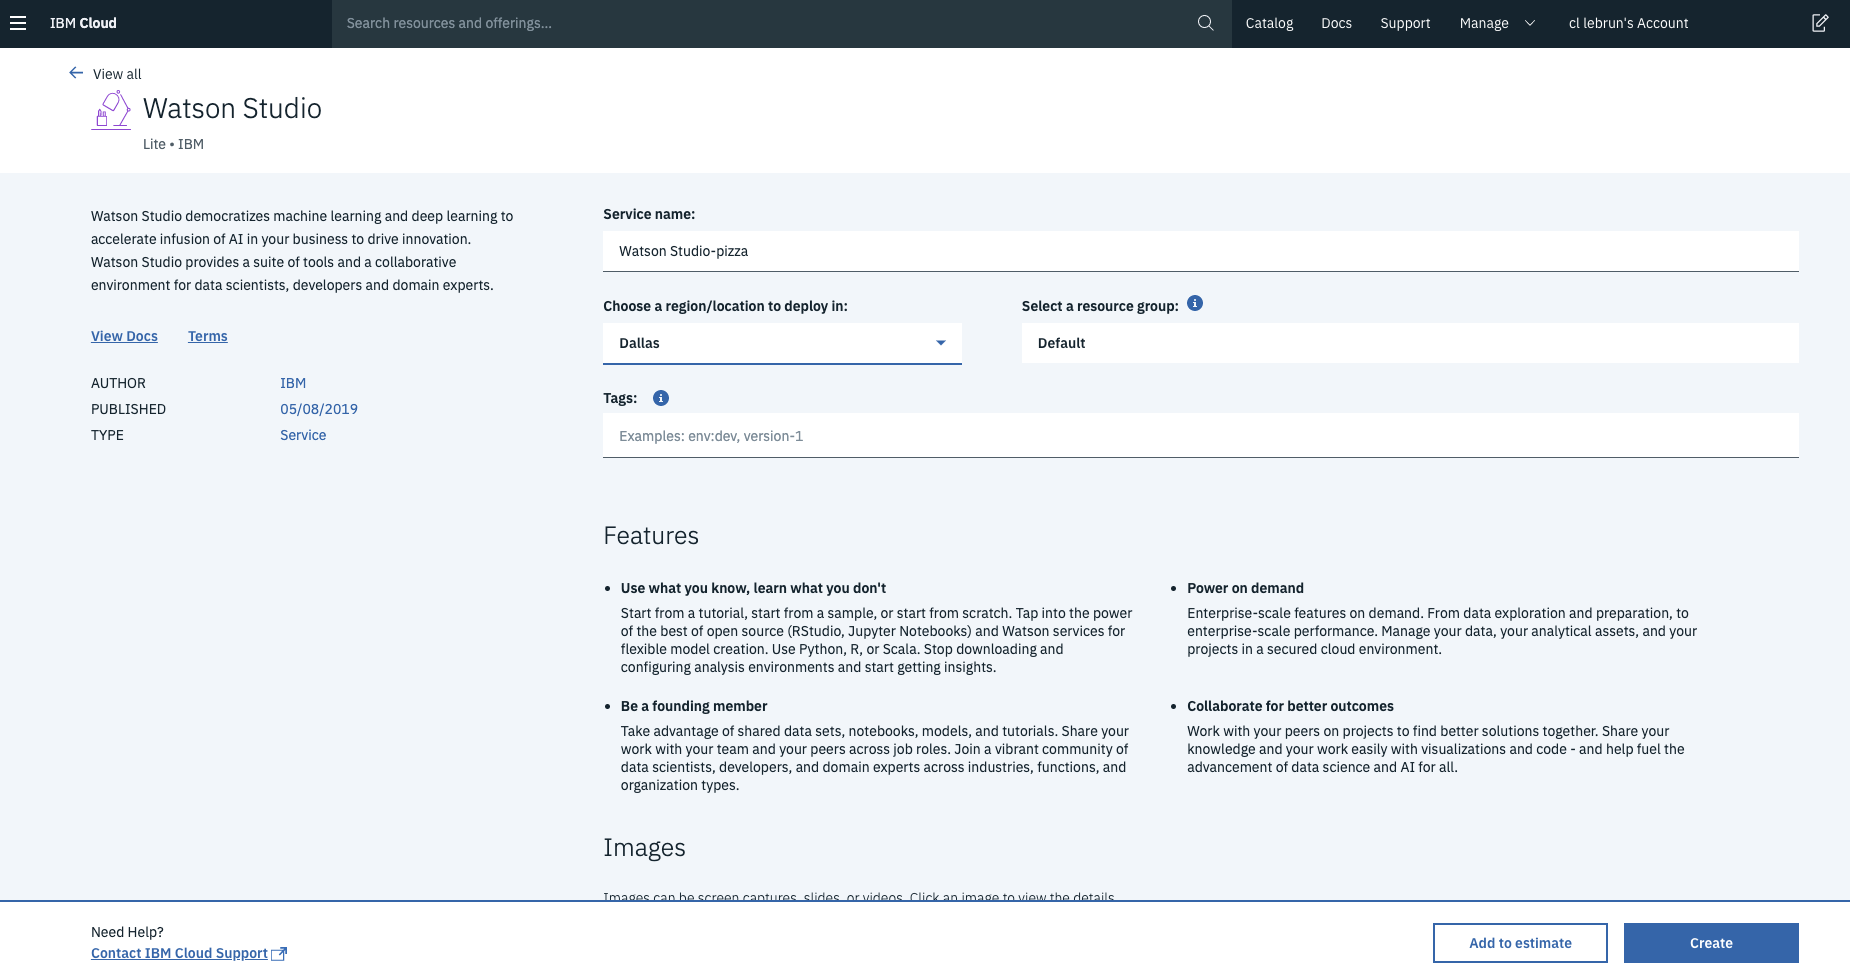 IBM Cloud
Search resources and offerings...
Catalog
Docs
Support
Manage
cl lebrun's Account
View all
Watson Studio
Lite • IBM
Watson Studio democratizes machine learning and deep learning to
accelerate infusion of AI in your business to drive innovation.
Watson Studio provides a suite of tools and a collaborative
environment for data scientists, developers and domain experts.
View Docs
Terms
AUTHOR IBM
PUBLISHED 05/08/2019
TYPE Service
Service name:
Watson Studio-pizza
Choose a region/location to deploy in:
Dallas
Select a resource group:
Default
Tags:
Examples: env:dev, version-1
Features
• Use what you know, learn what you don't
Start from a tutorial, start from a sample, or start from scratch. Tap into the power
of the best of open source (RStudio, Jupyter Notebooks) and Watson services for
flexible model creation. Use Python, R, or Scala. Stop downloading and
configuring analysis environments and start getting insights.
• Power on demand
Enterprise-scale features on demand. From data exploration and preparation, to
enterprise-scale performance. Manage your data, your analytical assets, and your
projects in a secured cloud environment.
• Be a founding member
Take advantage of shared data sets, notebooks, models, and tutorials. Share your
work with your team and your peers across job roles. Join a vibrant community of
data scientists, developers, and domain experts across industries, functions, and
organization types.
• Collaborate for better outcomes
Work with your peers on projects to find better solutions together. Share your
knowledge and your work easily with visualizations and code - and help fuel the
advancement of data science and AI for all.
Images
Images can be screen captures, slides, or videos. Click an image to view the details.
Need Help?
Contact IBM Cloud Support
Add to estimate
Create